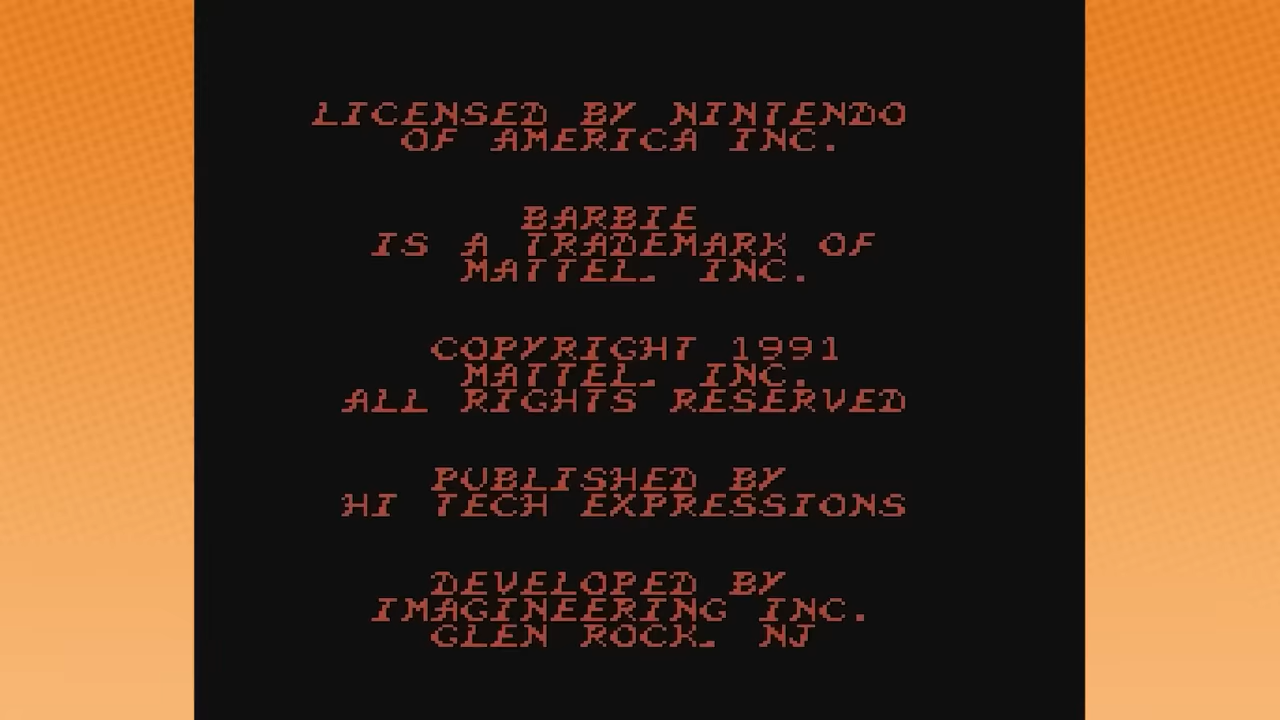 LICENSED BY NINTENDO
OF AMERICA INC.
BARBIE
IS A TRADEMARK OF
MATTEL, INC.
COPYRIGHT 1991
MATTEL, INC.
ALL RIGHTS RESERVED
PUBLISHED BY
HI TECH EXPRESSIONS
DEVELOPED BY
IMAGINEERING INC.
GLEN ROCK, NJ